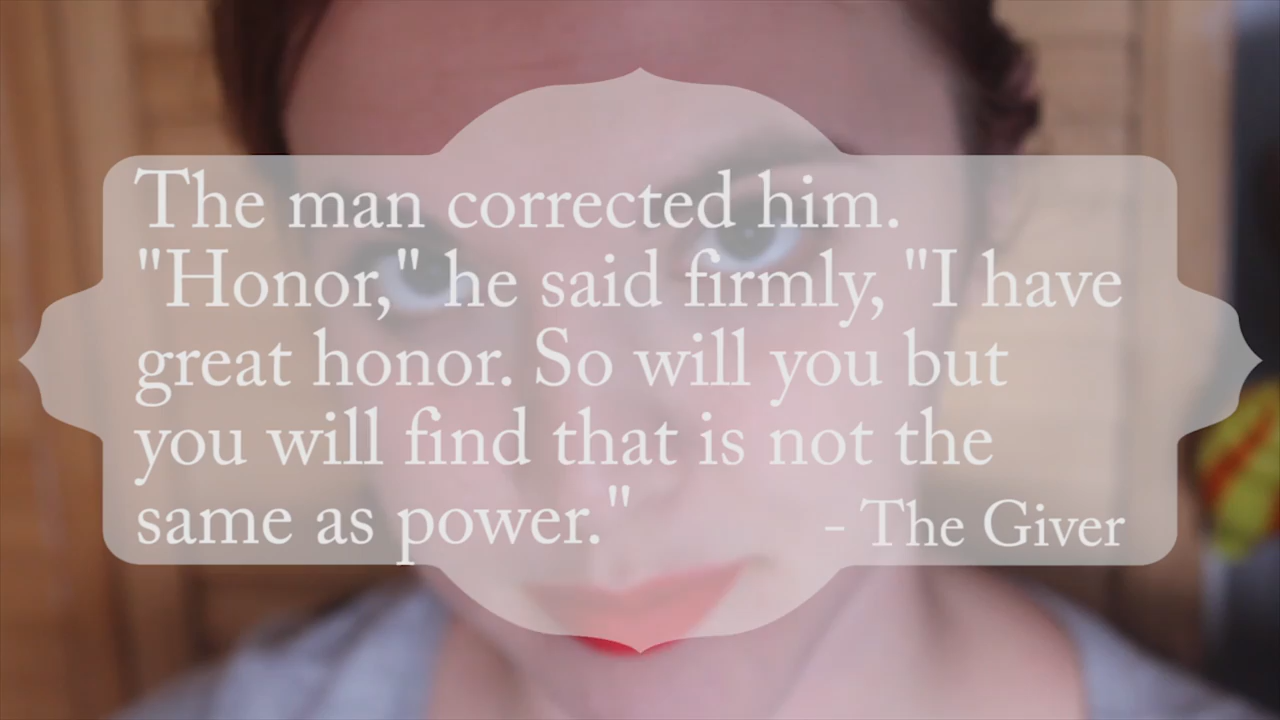 The man corrected him.
"Honor," he said firmly, "I have
great honor. So will you but
you will find that is not the
same as power."
- The Giver